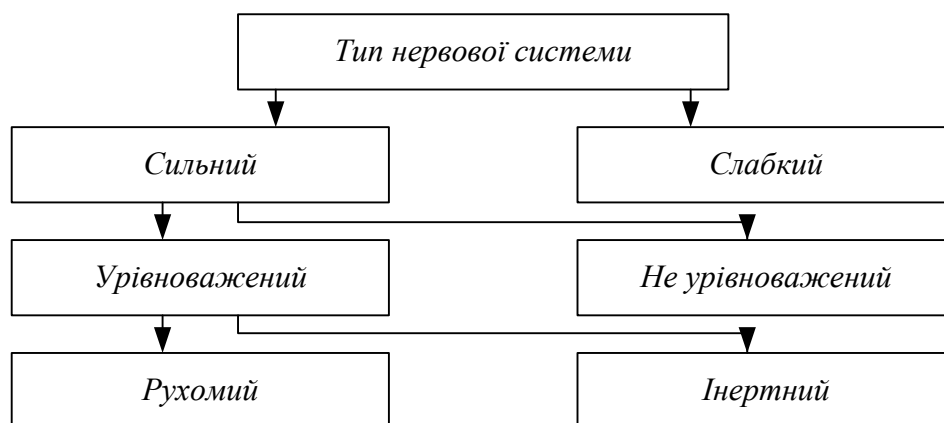 Тип нервової системи
Сильний
Слабкий
Урівноважений
Не урівноважений
Рухомий
Інертний